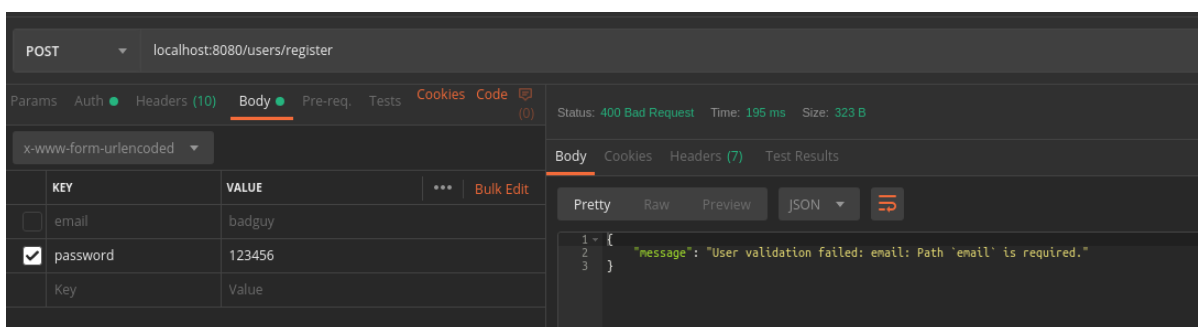 POST localhost:8080/users/register
Params Auth Headers (10) Body Pre-req. Tests Cookies Code (0)
x-www-form-urlencoded
KEY VALUE ••• Bulk Edit
email badguy
password 123456
Key Value
Status: 400 Bad Request Time: 195 ms Size: 323 B
Body Cookies Headers (7) Test Results
Pretty Raw Preview JSON
1 {
2 "message": "User validation failed: email: Path `email` is required."
3 }